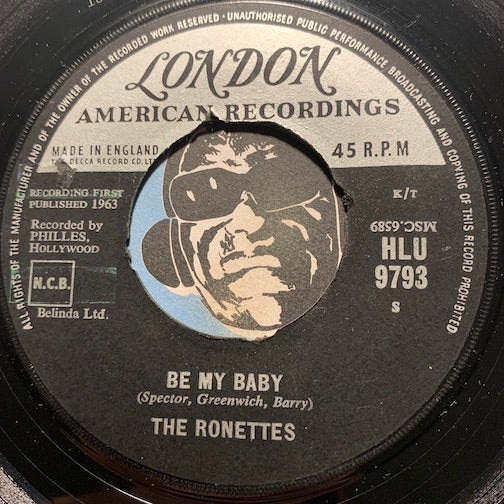 ALL RIGHTS OF THE MANUFACTURER AND OF THE OWNER OF THE RECORDED WORK RESERVED - UNAUTHORISED PUBLIC PERFORMANCE BROADCASTING AND COPYING OF THIS RECORD PROHIBITED
LONDON
AMERICAN RECORDINGS
MADE IN ENGLAND
THE DECCA RECORD CO. LT
45 R.P.M
RECORDING FIRST
PUBLISHED 1963
K/T
Recorded by
PHILLES,
HOLLYWOOD
MSC.6589
HLU
9793
N.C.B.
S
Belinda Ltd.
BE MY BABY
(Spector, Greenwich, Barry)
THE RONETTES